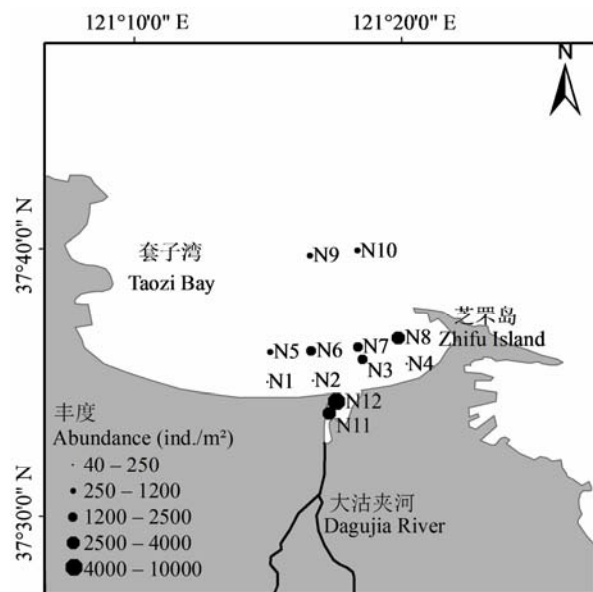 121°10'0" E
121°20'0" E
N
37°40'0" N
37°30'0" N
套子湾
Taozi Bay
N9
N10
芝罘岛
Zhifu Island
N8
N7
N6
N5
N3
N4
N1
N2
N12
N11
丰度
Abundance (ind./m²)
40 – 250
250 – 1200
1200 – 2500
2500 – 4000
4000 – 10000
大沽夹河
Dagujia River